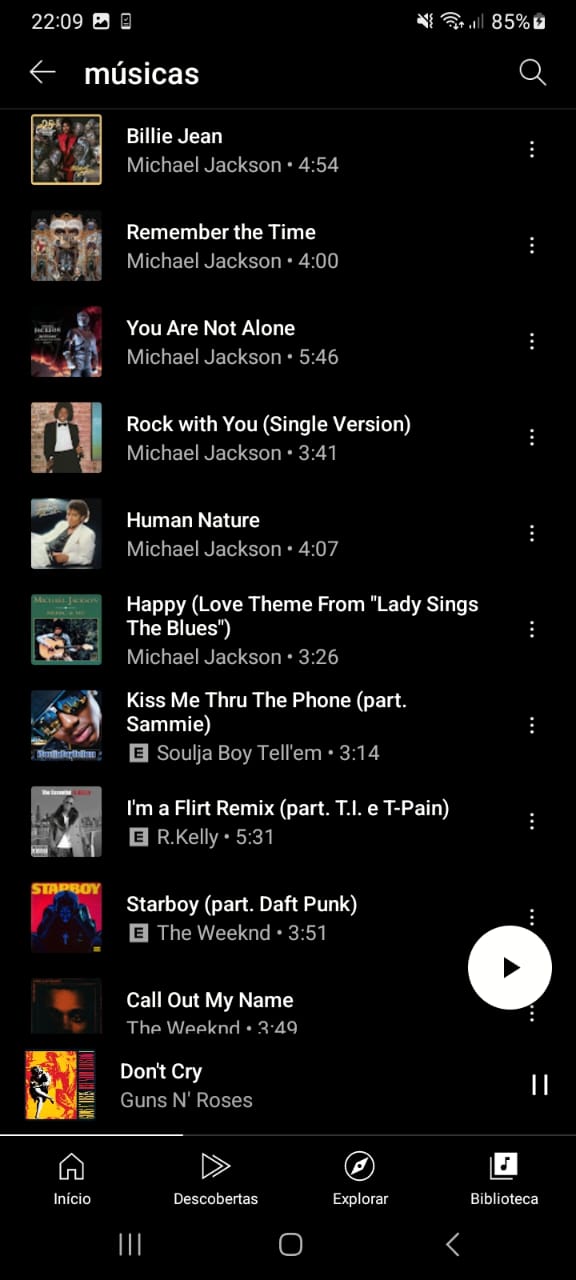 22:09 85%
músicas
Billie Jean
Michael Jackson • 4:54
Remember the Time
Michael Jackson • 4:00
You Are Not Alone
Michael Jackson • 5:46
Rock with You (Single Version)
Michael Jackson • 3:41
Human Nature
Michael Jackson • 4:07
MICHAEL JACKSON
Happy (Love Theme From "Lady Sings
The Blues")
Michael Jackson • 3:26
Kiss Me Thru The Phone (part.
Sammie)
E Soulja Boy Tell'em • 3:14
I'm a Flirt Remix (part. T.I. e T-Pain)
E R.Kelly • 5:31
STARBOY
Starboy (part. Daft Punk)
E The Weeknd • 3:51
Call Out My Name
The Weeknd • 3:49
Don't Cry
Guns N' Roses
Início Descobertas Explorar Biblioteca